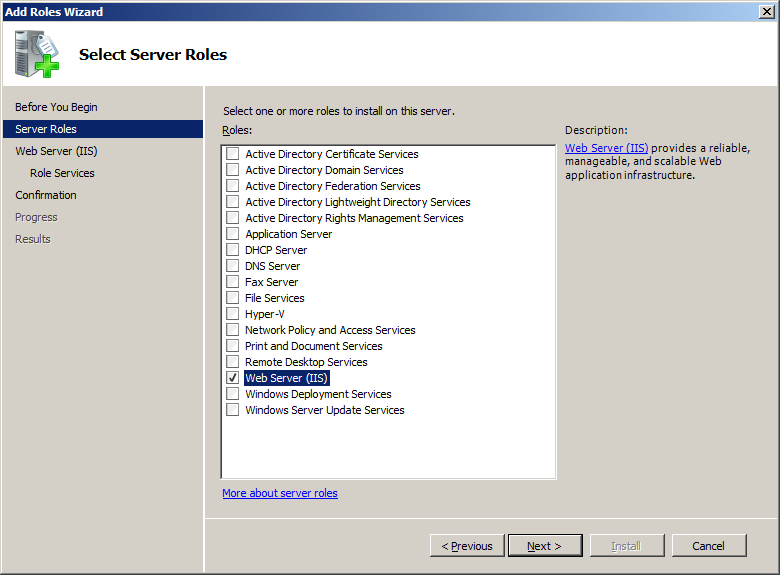 Add Roles Wizard
Select Server Roles
Before You Begin
Server Roles
Web Server (IIS)
Role Services
Confirmation
Progress
Results
Select one or more roles to install on this server.
Roles:
Active Directory Certificate Services
Active Directory Domain Services
Active Directory Federation Services
Active Directory Lightweight Directory Services
Active Directory Rights Management Services
Application Server
DHCP Server
DNS Server
Fax Server
File Services
Hyper-V
Network Policy and Access Services
Print and Document Services
Remote Desktop Services
Web Server (IIS)
Windows Deployment Services
Windows Server Update Services
More about server roles
Description:
Web Server (IIS) provides a reliable,
manageable, and scalable Web
application infrastructure.
< Previous
Next >
Install
Cancel